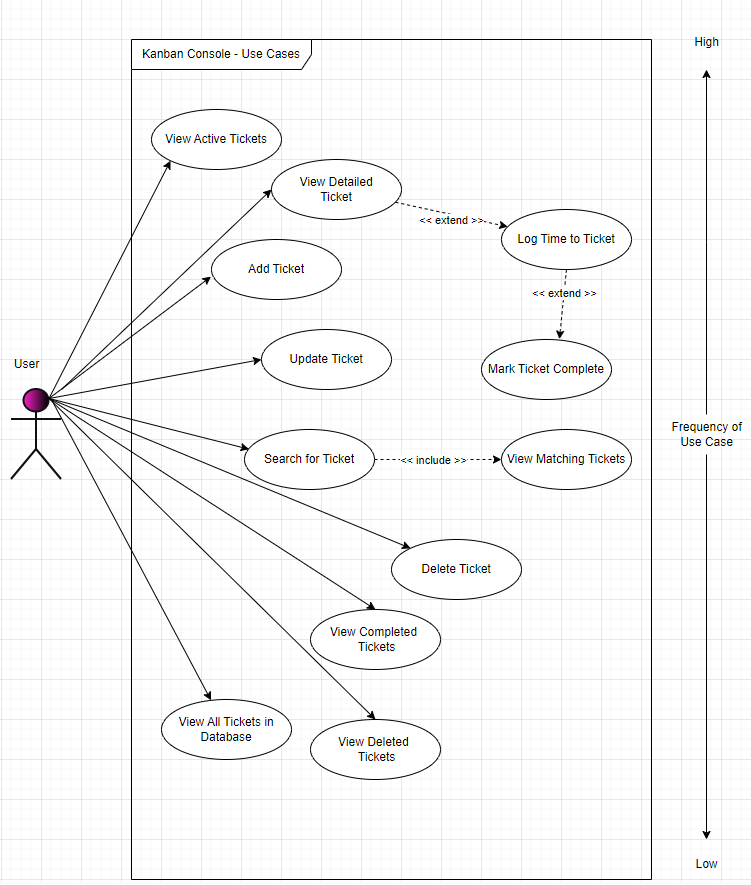 High
Kanban Console - Use Cases
View Active Tickets
View Detailed
Ticket
<< extend >>
Log Time to Ticket
Add Ticket
<< extend >>
Update Ticket
Mark Ticket Complete
User
Frequency of
Use Case
Search for Ticket
<< include >>
View Matching Tickets
Delete Ticket
View Completed
Tickets
View All Tickets in
Database
View Deleted
Tickets
Low